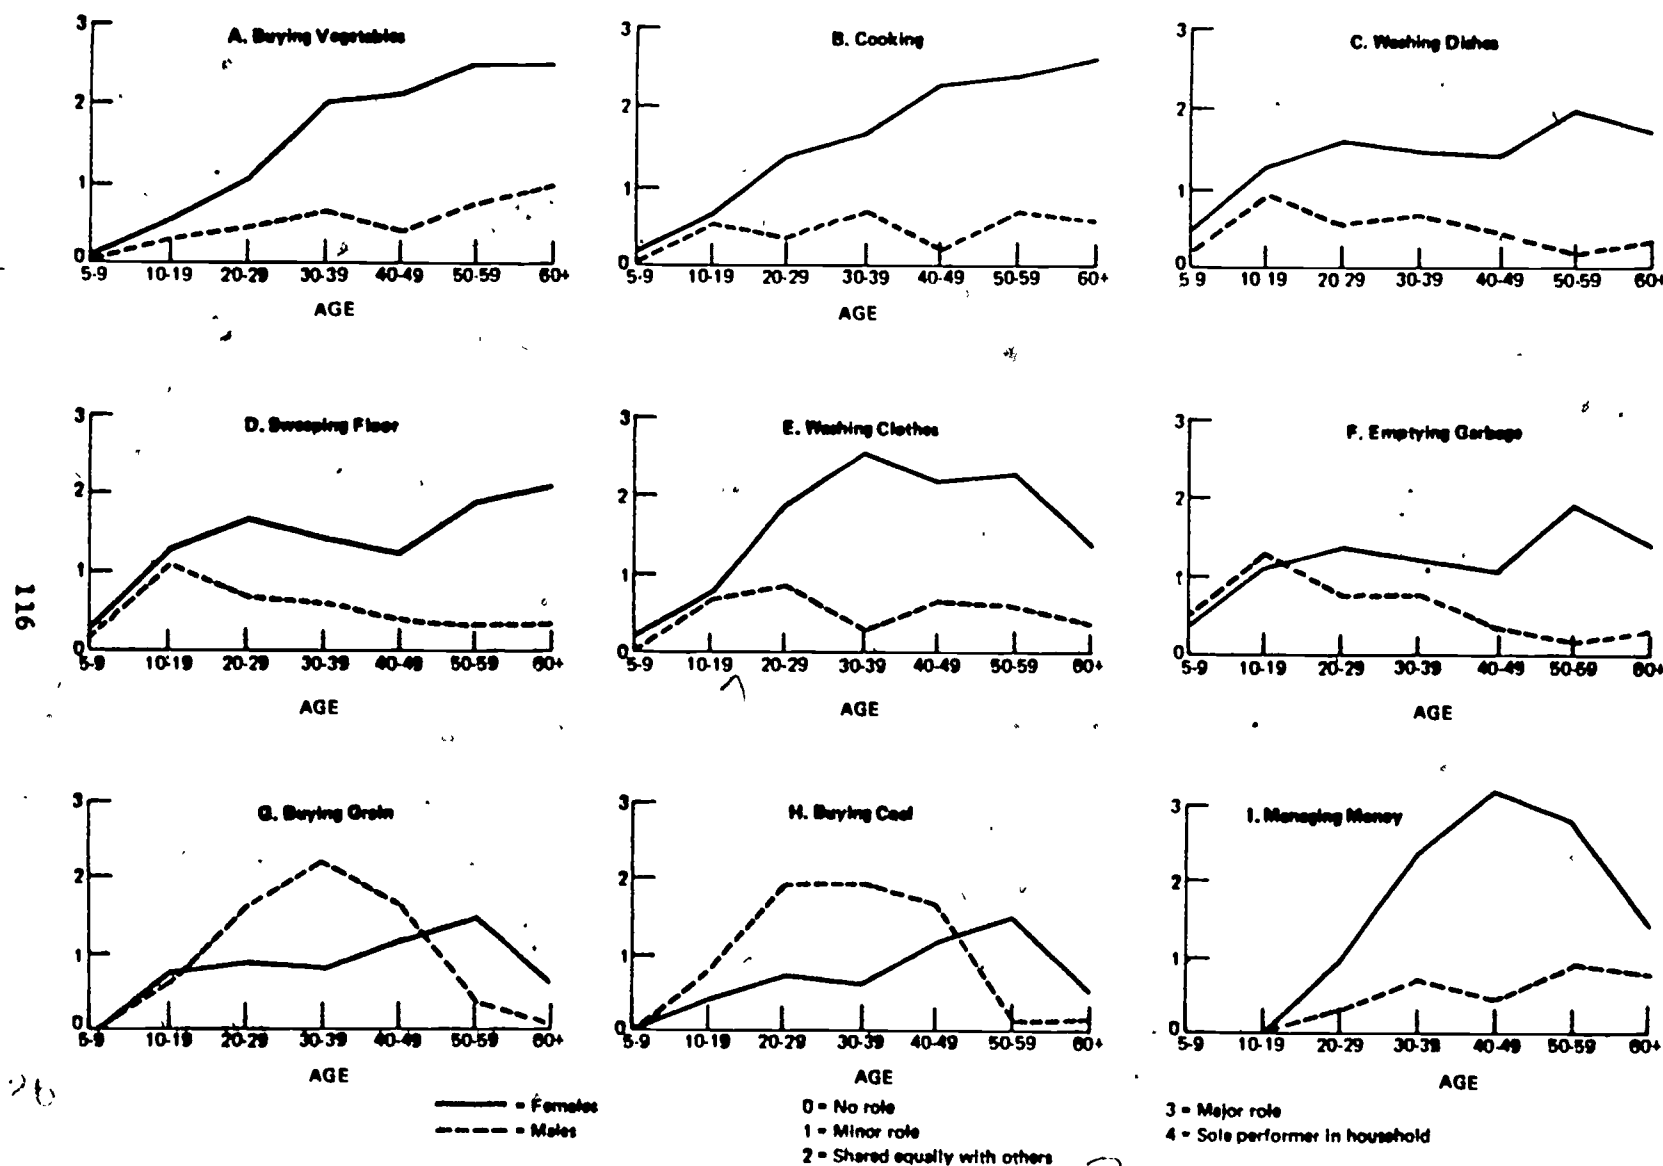 A. Buying Vegetables
3
2
1
0
5-9 10-19 20-29 30-39 40-49 50-59 60+
AGE
B. Cooking
3
2
1
0
5-9 10-19 20-29 30-39 40-49 50-59 60+
AGE
C. Washing Dishes
3
2
1
0
5 9 10 19 20 29 30-39 40-49 50-59 60+
D. Sweeping Floor
3
2
1
0
5-9 10-19 20-29 30-39 40-49 50-59 60+
AGE
E. Washing Clothes
3
2
1
0
5-9 10-19 20-29 30-39 40-49 50-59 60+
AGE
F. Emptying Garbage
3
2
1
0
5-9 10-19 20-29 30-39 40-49 50-59 60+
AGE
116
G. Buying Grain
3
2
1
0
5-9 10-19 20-29 30-39 40-49 50-59 60+
AGE
H. Buying Coal
3
2
1
0
5-9 10-19 20-29 30-39 40-49 50-59 60+
AGE
I. Managing Money
3
2
1
0
5-9 10-19 20-29 30-39 40-49 50-59 60+
AGE
= Females
= Males
0 = No role
1 = Minor role
2 = Shared equally with others
3 = Major role
4 = Sole performer in household